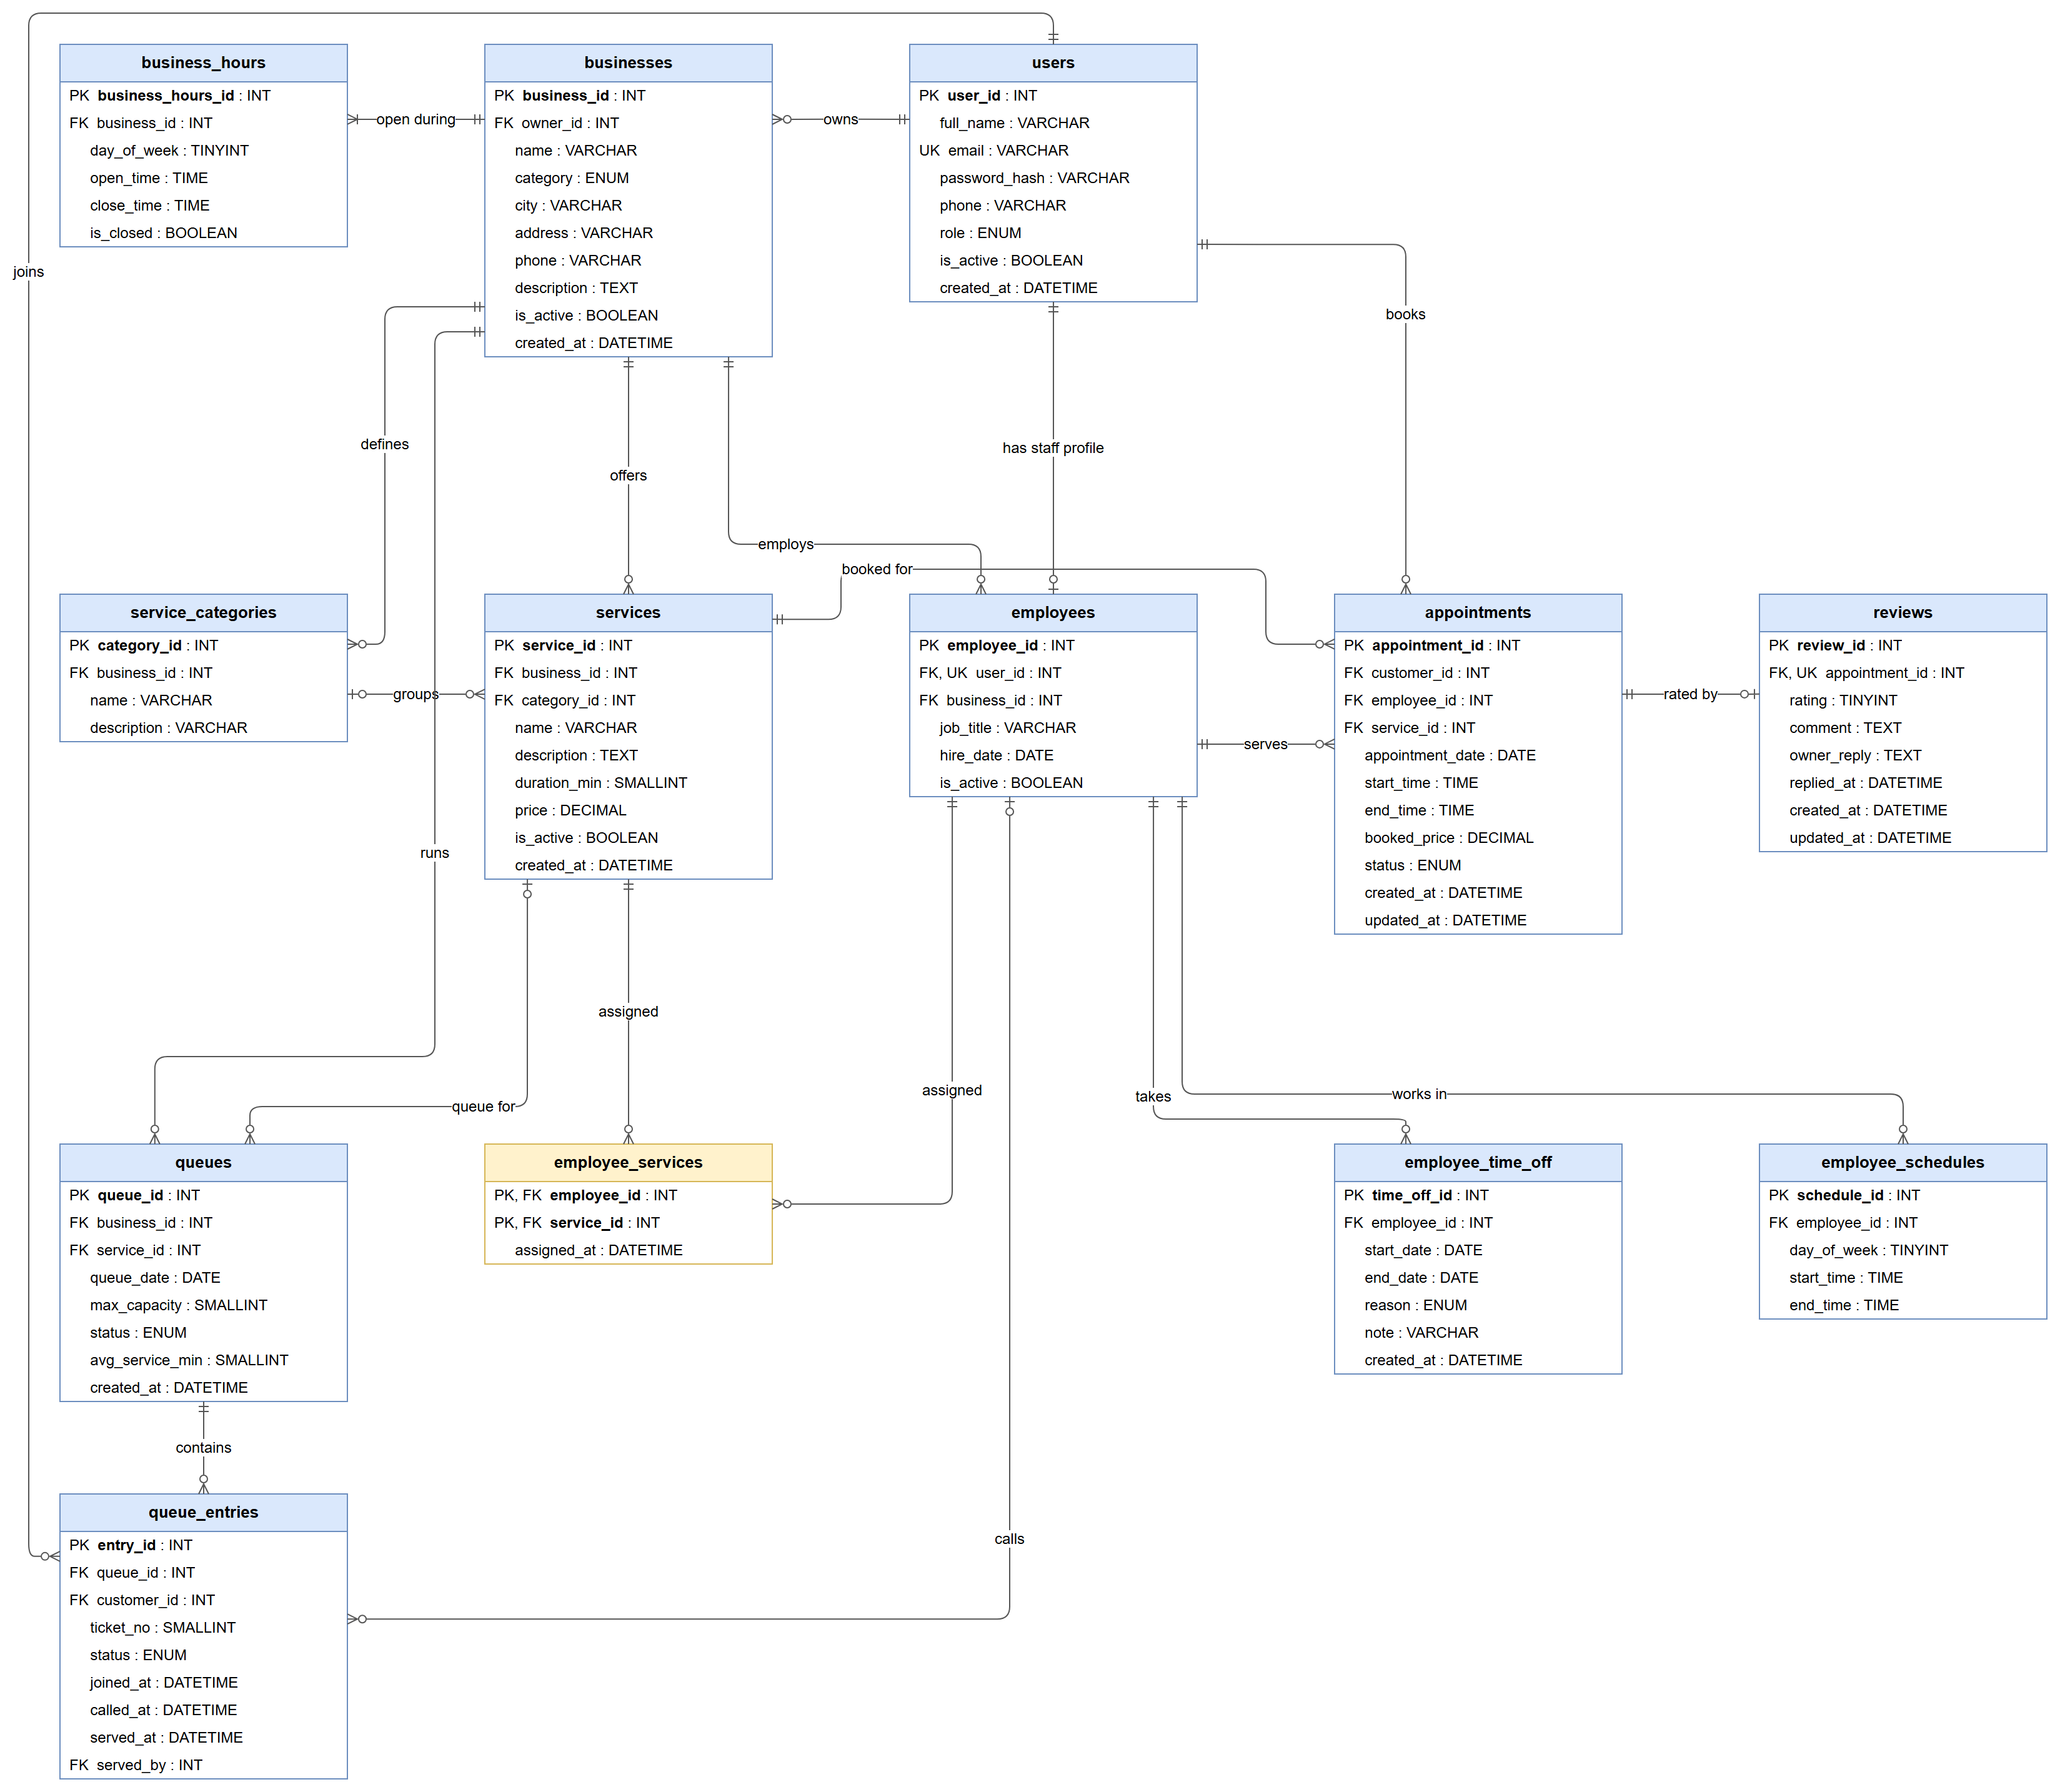 business_hours
PK business_hours_id : INT
FK business_id : INT
day_of_week : TINYINT
open_time : TIME
close_time : TIME
is_closed : BOOLEAN
open during
businesses
PK business_id : INT
FK owner_id : INT
name : VARCHAR
category : ENUM
city : VARCHAR
address : VARCHAR
phone : VARCHAR
description : TEXT
is_active : BOOLEAN
created_at : DATETIME
owns
users
PK user_id : INT
full_name : VARCHAR
UK email : VARCHAR
password_hash : VARCHAR
phone : VARCHAR
role : ENUM
is_active : BOOLEAN
created_at : DATETIME
joins
books
defines
offers
has staff profile
employs
booked for
service_categories
PK category_id : INT
FK business_id : INT
name : VARCHAR
description : VARCHAR
groups
services
PK service_id : INT
FK business_id : INT
FK category_id : INT
name : VARCHAR
description : TEXT
duration_min : SMALLINT
price : DECIMAL
is_active : BOOLEAN
created_at : DATETIME
employees
PK employee_id : INT
FK, UK user_id : INT
FK business_id : INT
job_title : VARCHAR
hire_date : DATE
is_active : BOOLEAN
serves
appointments
PK appointment_id : INT
FK customer_id : INT
FK employee_id : INT
FK service_id : INT
appointment_date : DATE
start_time : TIME
end_time : TIME
booked_price : DECIMAL
status : ENUM
created_at : DATETIME
updated_at : DATETIME
rated by
reviews
PK review_id : INT
FK, UK appointment_id : INT
rating : TINYINT
comment : TEXT
owner_reply : TEXT
replied_at : DATETIME
created_at : DATETIME
updated_at : DATETIME
runs
assigned
queue for
assigned
takes
works in
queues
PK queue_id : INT
FK business_id : INT
FK service_id : INT
queue_date : DATE
max_capacity : SMALLINT
status : ENUM
avg_service_min : SMALLINT
created_at : DATETIME
employee_services
PK, FK employee_id : INT
PK, FK service_id : INT
assigned_at : DATETIME
employee_time_off
PK time_off_id : INT
FK employee_id : INT
start_date : DATE
end_date : DATE
reason : ENUM
note : VARCHAR
created_at : DATETIME
employee_schedules
PK schedule_id : INT
FK employee_id : INT
day_of_week : TINYINT
start_time : TIME
end_time : TIME
contains
calls
queue_entries
PK entry_id : INT
FK queue_id : INT
FK customer_id : INT
ticket_no : SMALLINT
status : ENUM
joined_at : DATETIME
called_at : DATETIME
served_at : DATETIME
FK served_by : INT